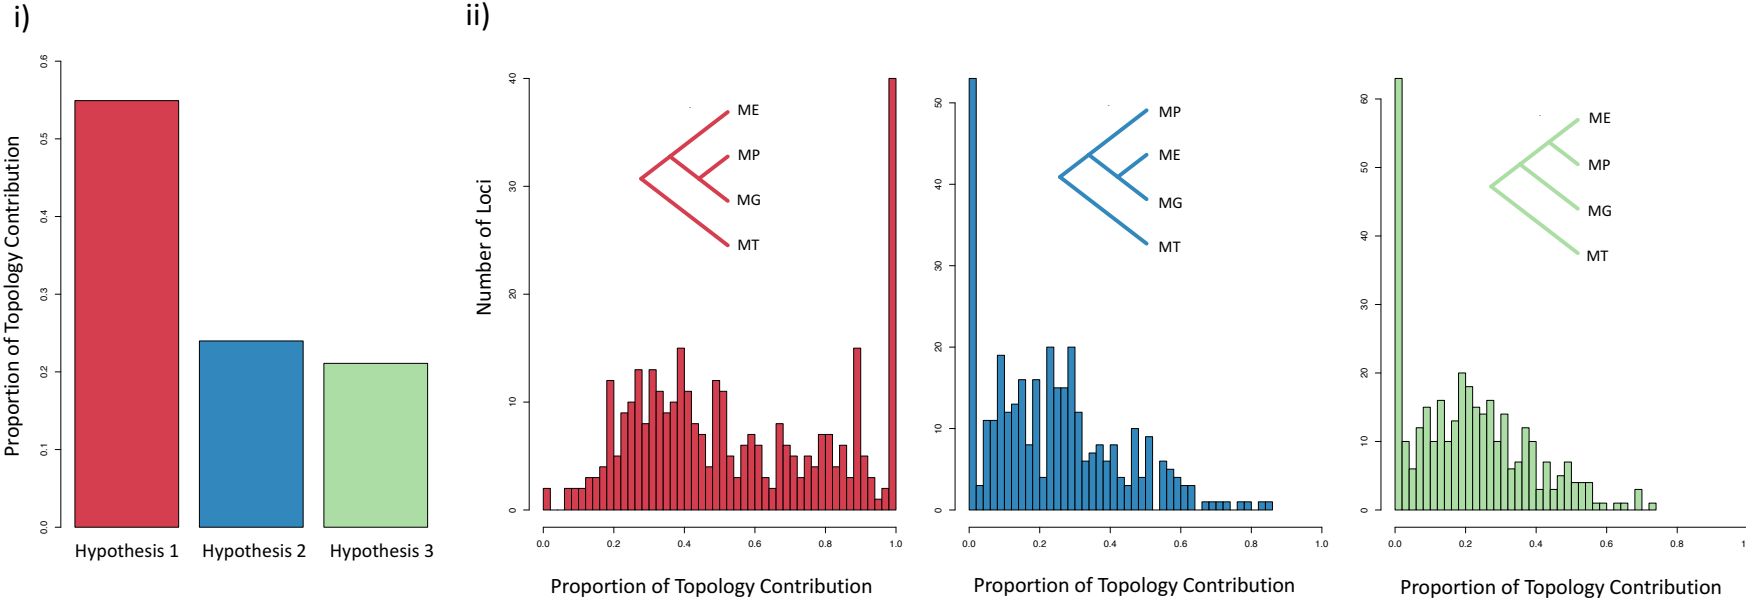 i)
Proportion of Topology Contribution
0.0
0.1
0.2
0.3
0.4
0.5
0.6
Hypothesis 1
Hypothesis 2
Hypothesis 3
ii)
Number of Loci
0
10
20
30
40
ME
MP
MG
MT
0.0
0.2
0.4
0.6
0.8
1.0
Proportion of Topology Contribution
0
10
20
30
40
50
MP
ME
MG
MT
0.0
0.2
0.4
0.6
0.8
1.0
Proportion of Topology Contribution
0
10
20
30
40
50
60
ME
MP
MG
MT
0.0
0.2
0.4
0.6
0.8
Proportion of Topology Contribution